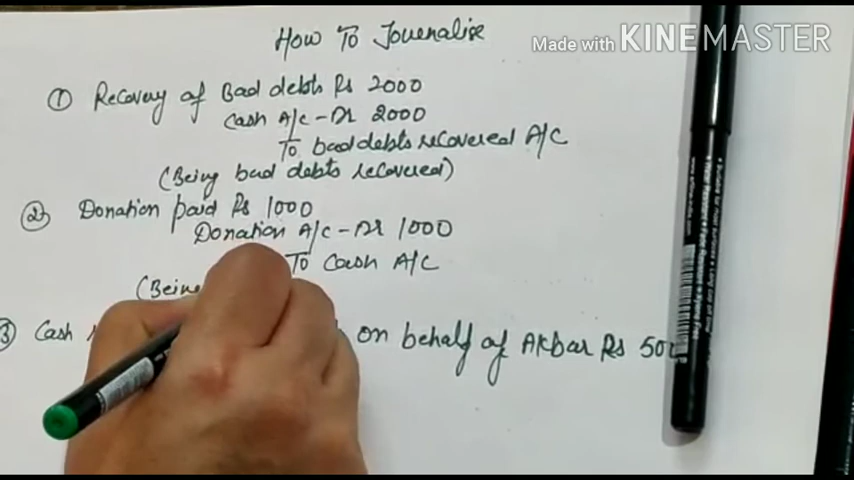 Made with KINEMASTER
How To Journalise
① Recovery of Bad debts Rs 2000
Cash A/c - Dr 2000
To bad debts recovered A/C
(Being bad debts recovered)
② Donation paid Rs 1000
Donation A/c - Dr 1000
To Cash A/C
(Being
③ Cash on behalf of Akbar Rs